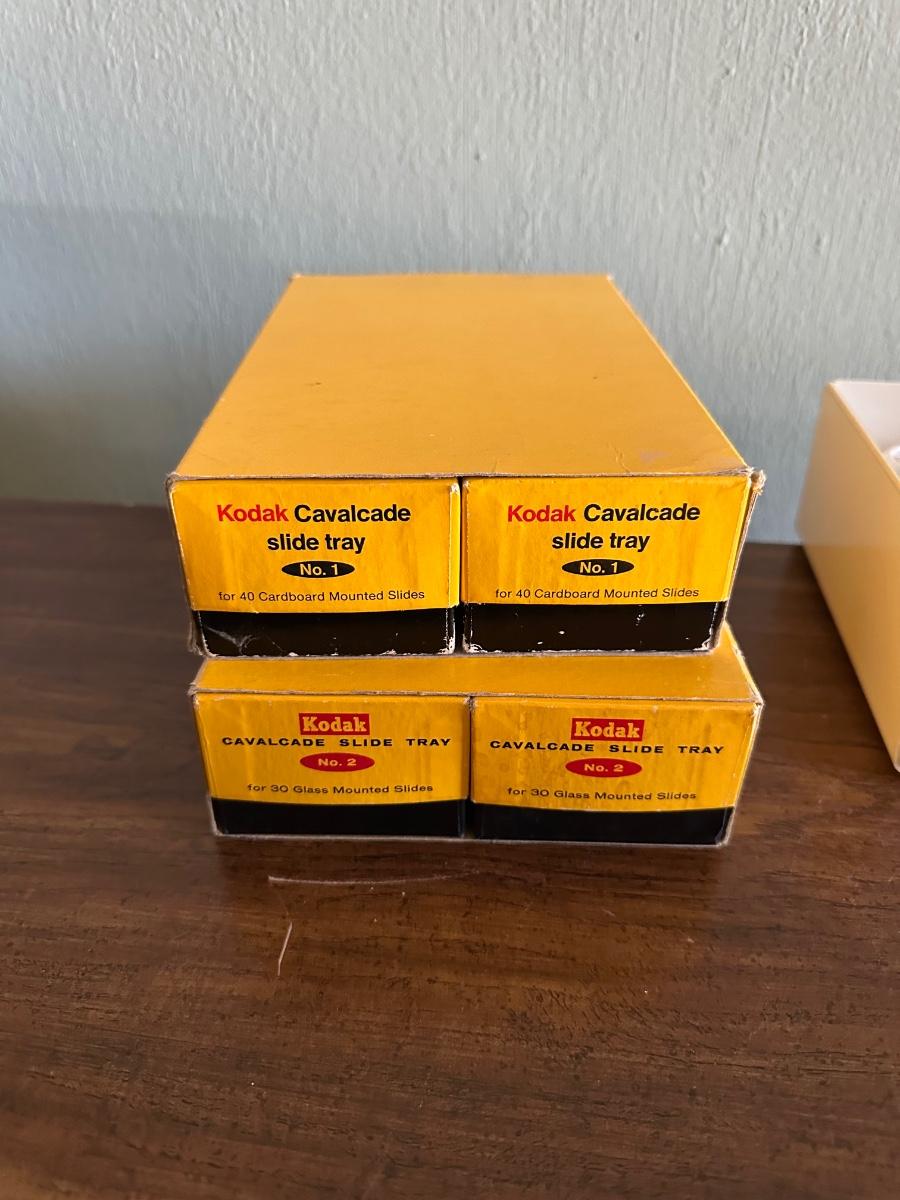 Kodak Cavalcade
slide tray
No. 1
for 40 Cardboard Mounted Slides
Kodak Cavalcade
slide tray
No. 1
for 40 Cardboard Mounted Slides
Kodak
CAVALCADE SLIDE TRAY
No. 2
for 30 Glass Mounted Slides
Kodak
CAVALCADE SLIDE TRAY
No. 2
for 30 Glass Mounted Slides